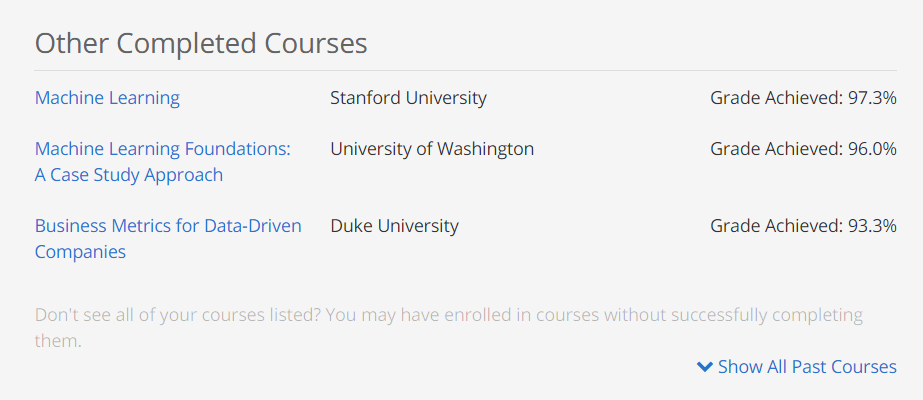 Other Completed Courses
Machine Learning Stanford University Grade Achieved: 97.3%
Machine Learning Foundations: University of Washington Grade Achieved: 96.0%
A Case Study Approach
Business Metrics for Data-Driven Duke University Grade Achieved: 93.3%
Companies
Don't see all of your courses listed? You may have enrolled in courses without successfully completing
them.
Show All Past Courses